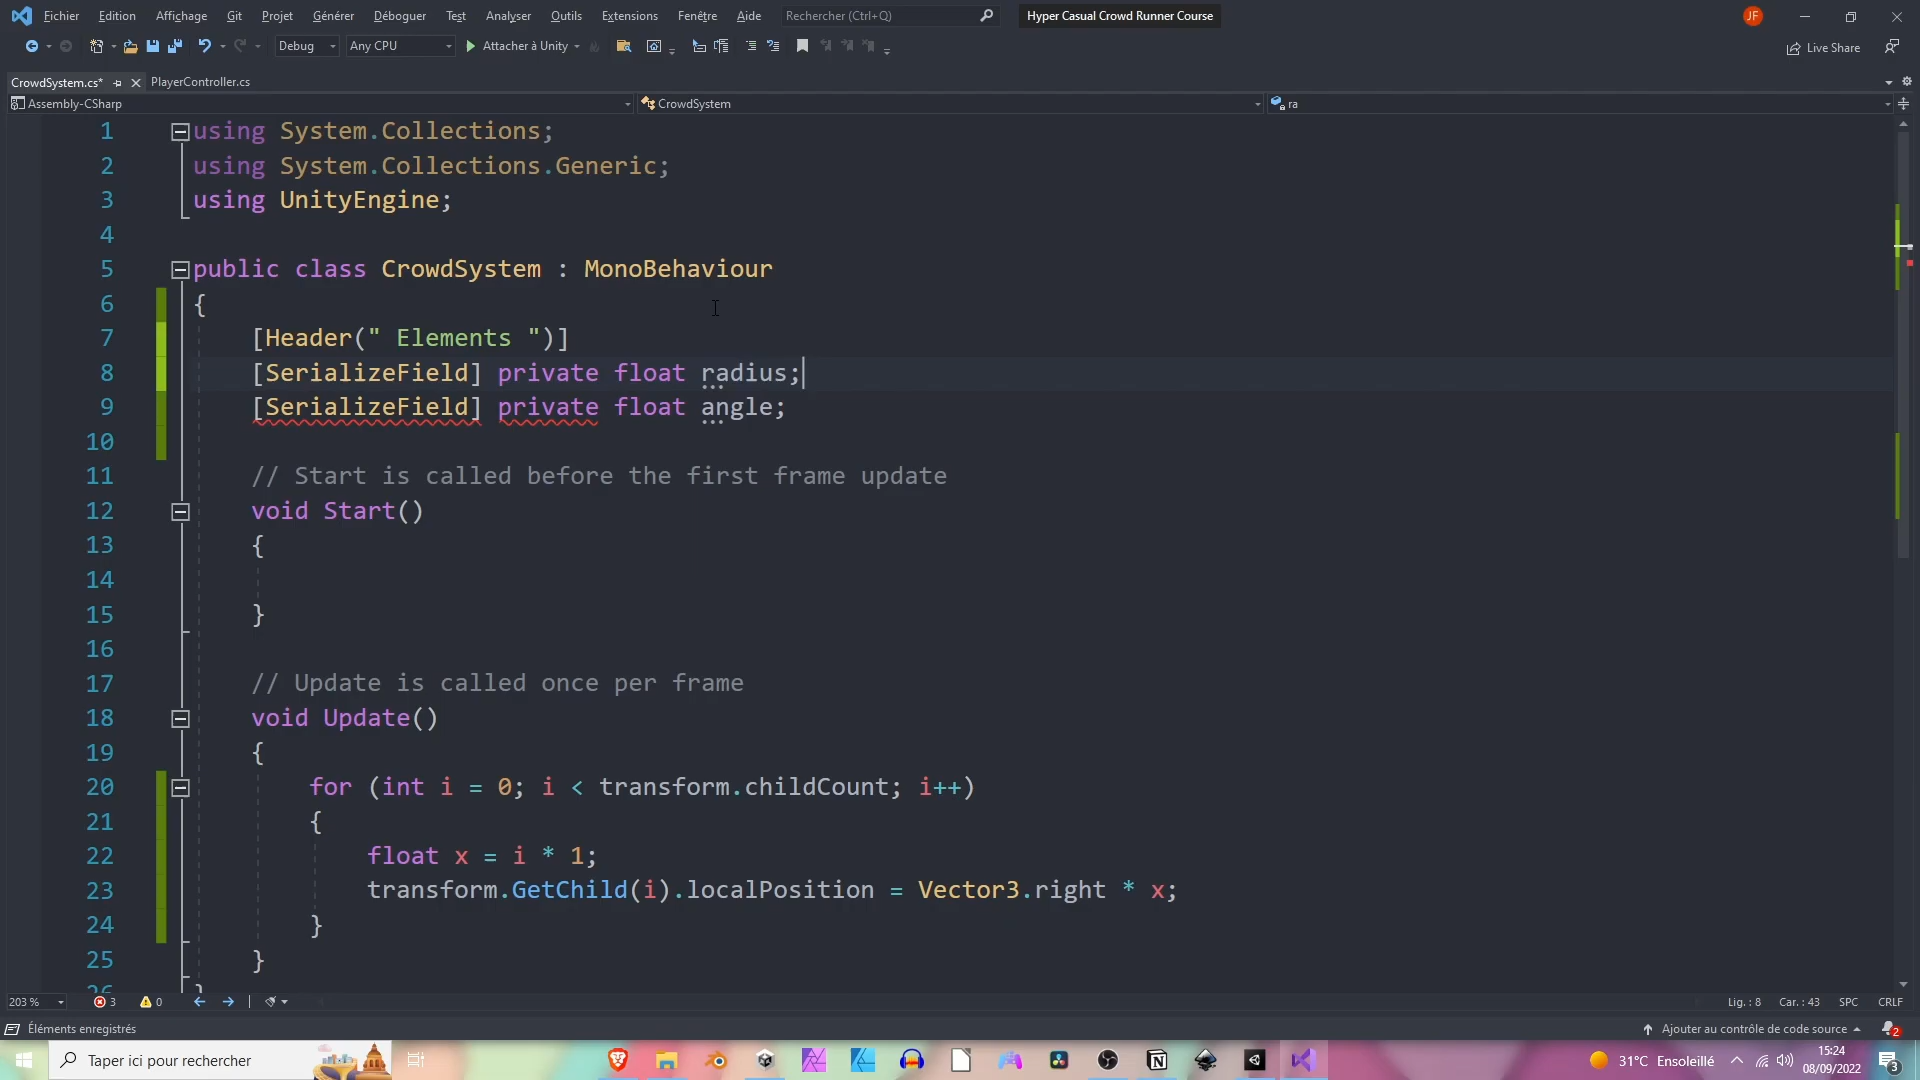 Fichier Edition Affichage Git Projet Générer Déboguer Test Analyser Outils Extensions Fenêtre Aide Rechercher (Ctrl+Q) Hyper Casual Crowd Runner Course JF
Debug Any CPU Attacher à Unity Live Share
CrowdSystem.cs* PlayerController.cs
Assembly-CSharp CrowdSystem ra
1 using System.Collections;
2 using System.Collections.Generic;
3 using UnityEngine;
4
5 public class CrowdSystem : MonoBehaviour
6 {
7 [Header(" Elements ")]
8 [SerializeField] private float radius;
9 [SerializeField] private float angle;
10
11 // Start is called before the first frame update
12 void Start()
13 {
14
15 }
16
17 // Update is called once per frame
18 void Update()
19 {
20 for (int i = 0; i < transform.childCount; i++)
21 {
22 float x = i * 1;
23 transform.GetChild(i).localPosition = Vector3.right * x;
24 }
25 }
26 }
203 % 3 0 Lig. : 8 Car. : 43 SPC CRLF
Éléments enregistrés Ajouter au contrôle de code source 2
Taper ici pour rechercher 31°C Ensoleillé 15:24
08/09/2022 3